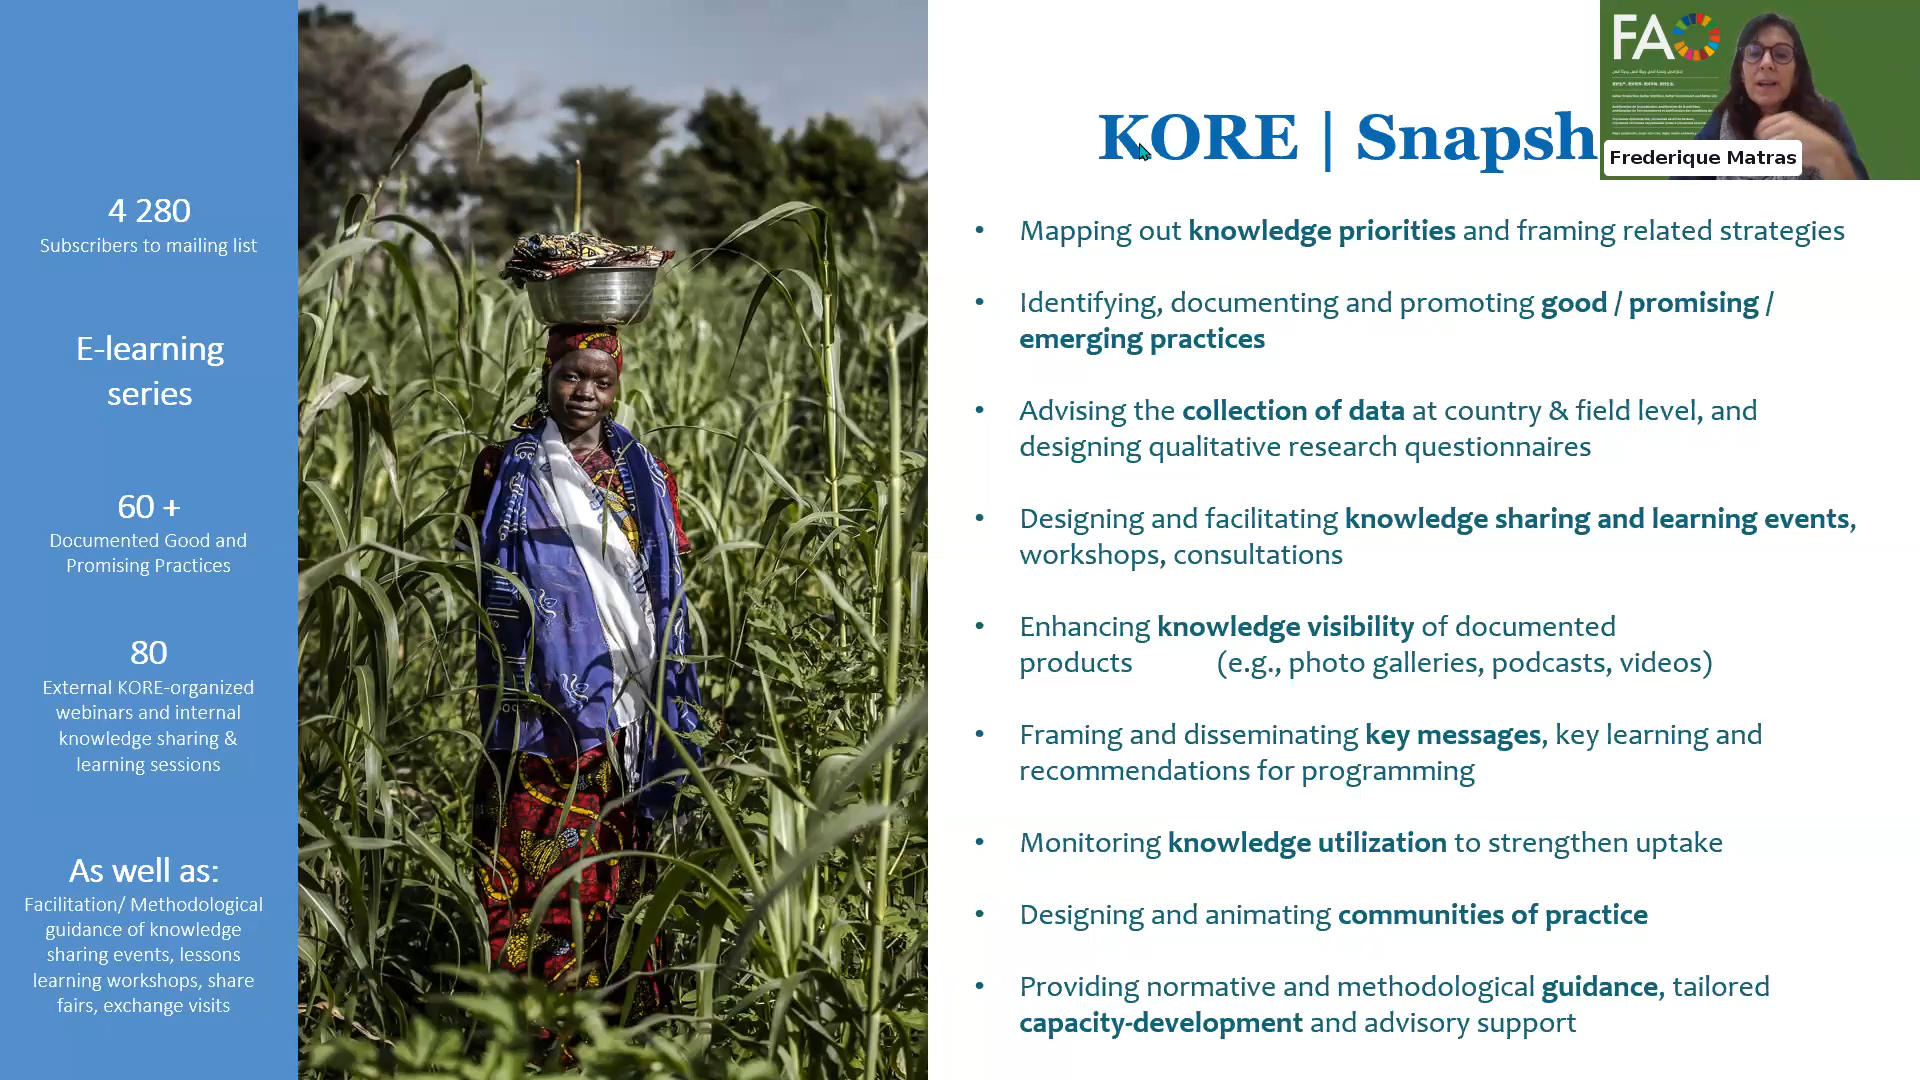 4 280
Subscribers to mailing list
E-learning
series
60 +
Documented Good and
Promising Practices
80
External KORE-organized
webinars and internal
knowledge sharing &
learning sessions
As well as:
Facilitation/ Methodological
guidance of knowledge
sharing events, lessons
learning workshops, share
fairs, exchange visits
KORE | Snapsh
• Mapping out knowledge priorities and framing related strategies
• Identifying, documenting and promoting good / promising /
emerging practices
• Advising the collection of data at country & field level, and
designing qualitative research questionnaires
• Designing and facilitating knowledge sharing and learning events,
workshops, consultations
• Enhancing knowledge visibility of documented
products (e.g., photo galleries, podcasts, videos)
• Framing and disseminating key messages, key learning and
recommendations for programming
• Monitoring knowledge utilization to strengthen uptake
• Designing and animating communities of practice
• Providing normative and methodological guidance, tailored
capacity-development and advisory support
FAO
Frederique Matras